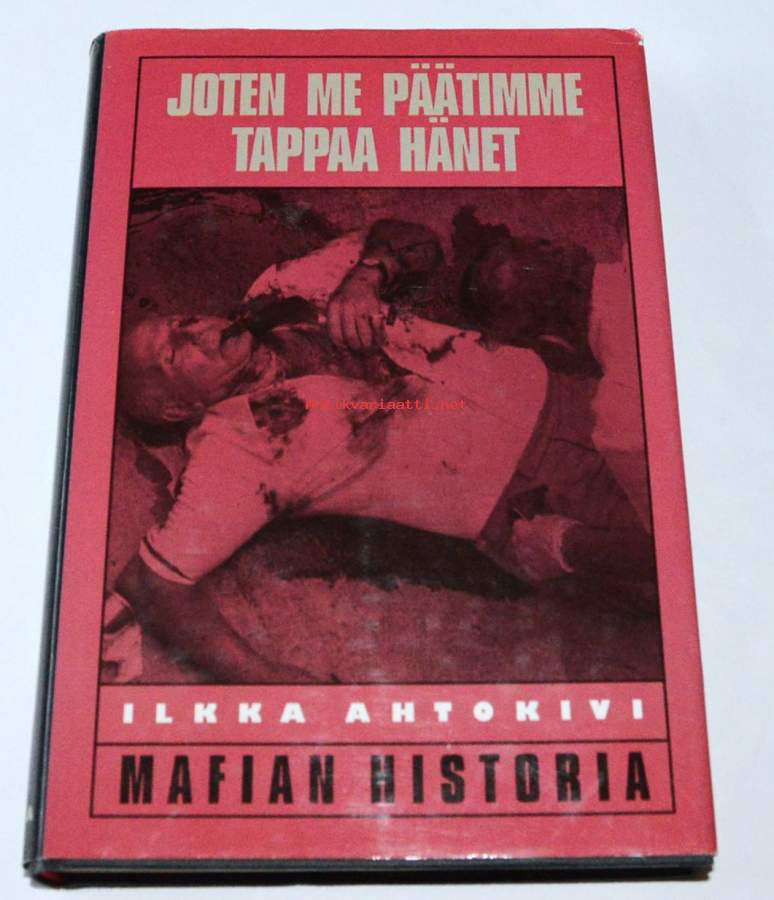 JOTEN ME PÄÄTIMME
TAPPAA HÄNET
ILKKA AHTOKIVI
MAFIAN HISTORIA